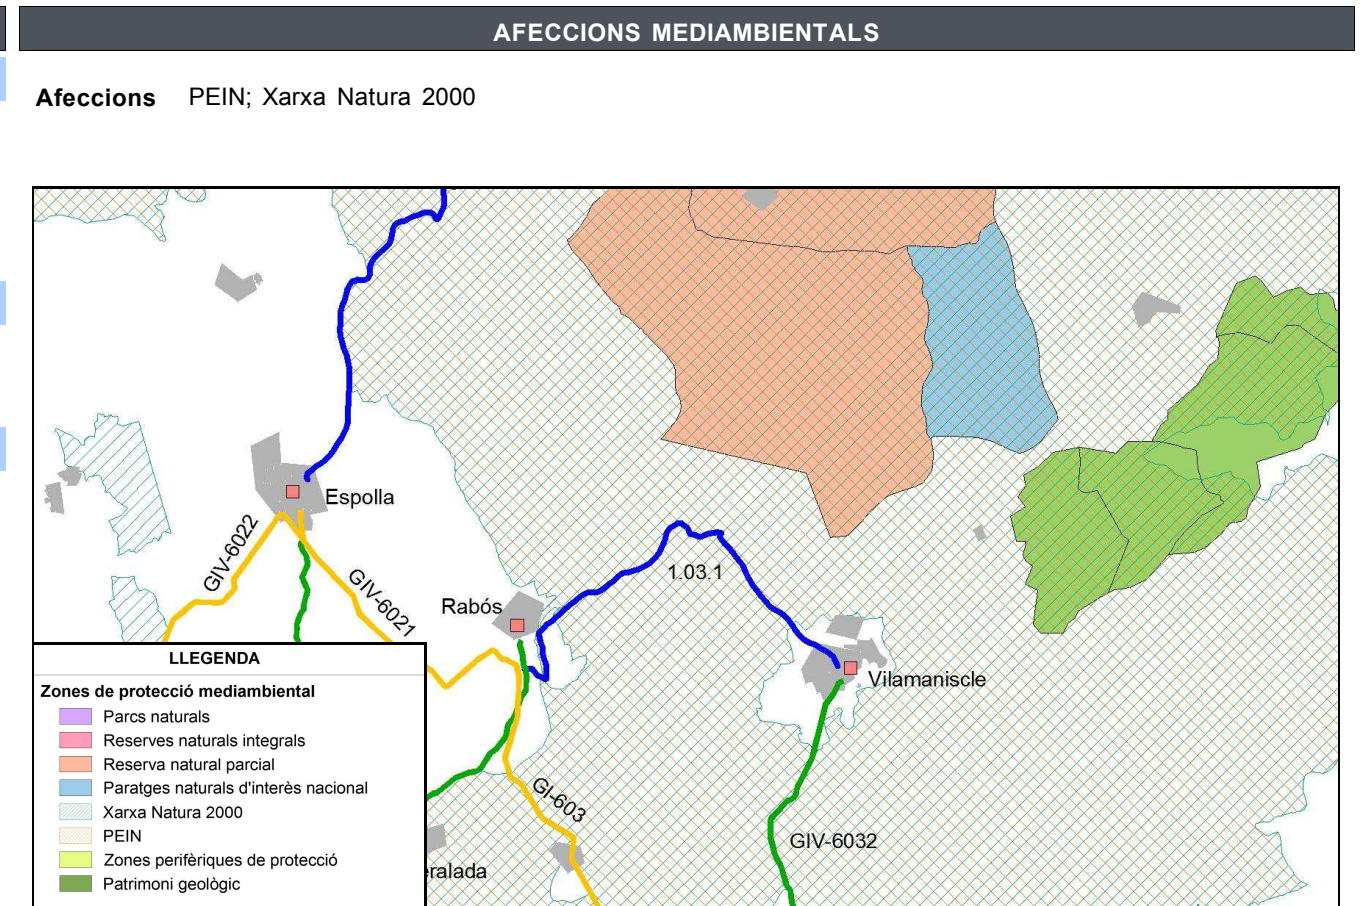 AFECCIONS MEDIAMBIENTALS
Afeccions PEIN; Xarxa Natura 2000
Espolla
GIV-6022
GIV-6021
1.03.1
Rabós
Vilamaniscle
GI-603
GIV-6032
eralada
LLEGENDA
Zones de protecció mediambiental
Parcs naturals
Reserves naturals integrals
Reserva natural parcial
Paratges naturals d'interès nacional
Xarxa Natura 2000
PEIN
Zones perifèriques de protecció
Patrimoni geològic